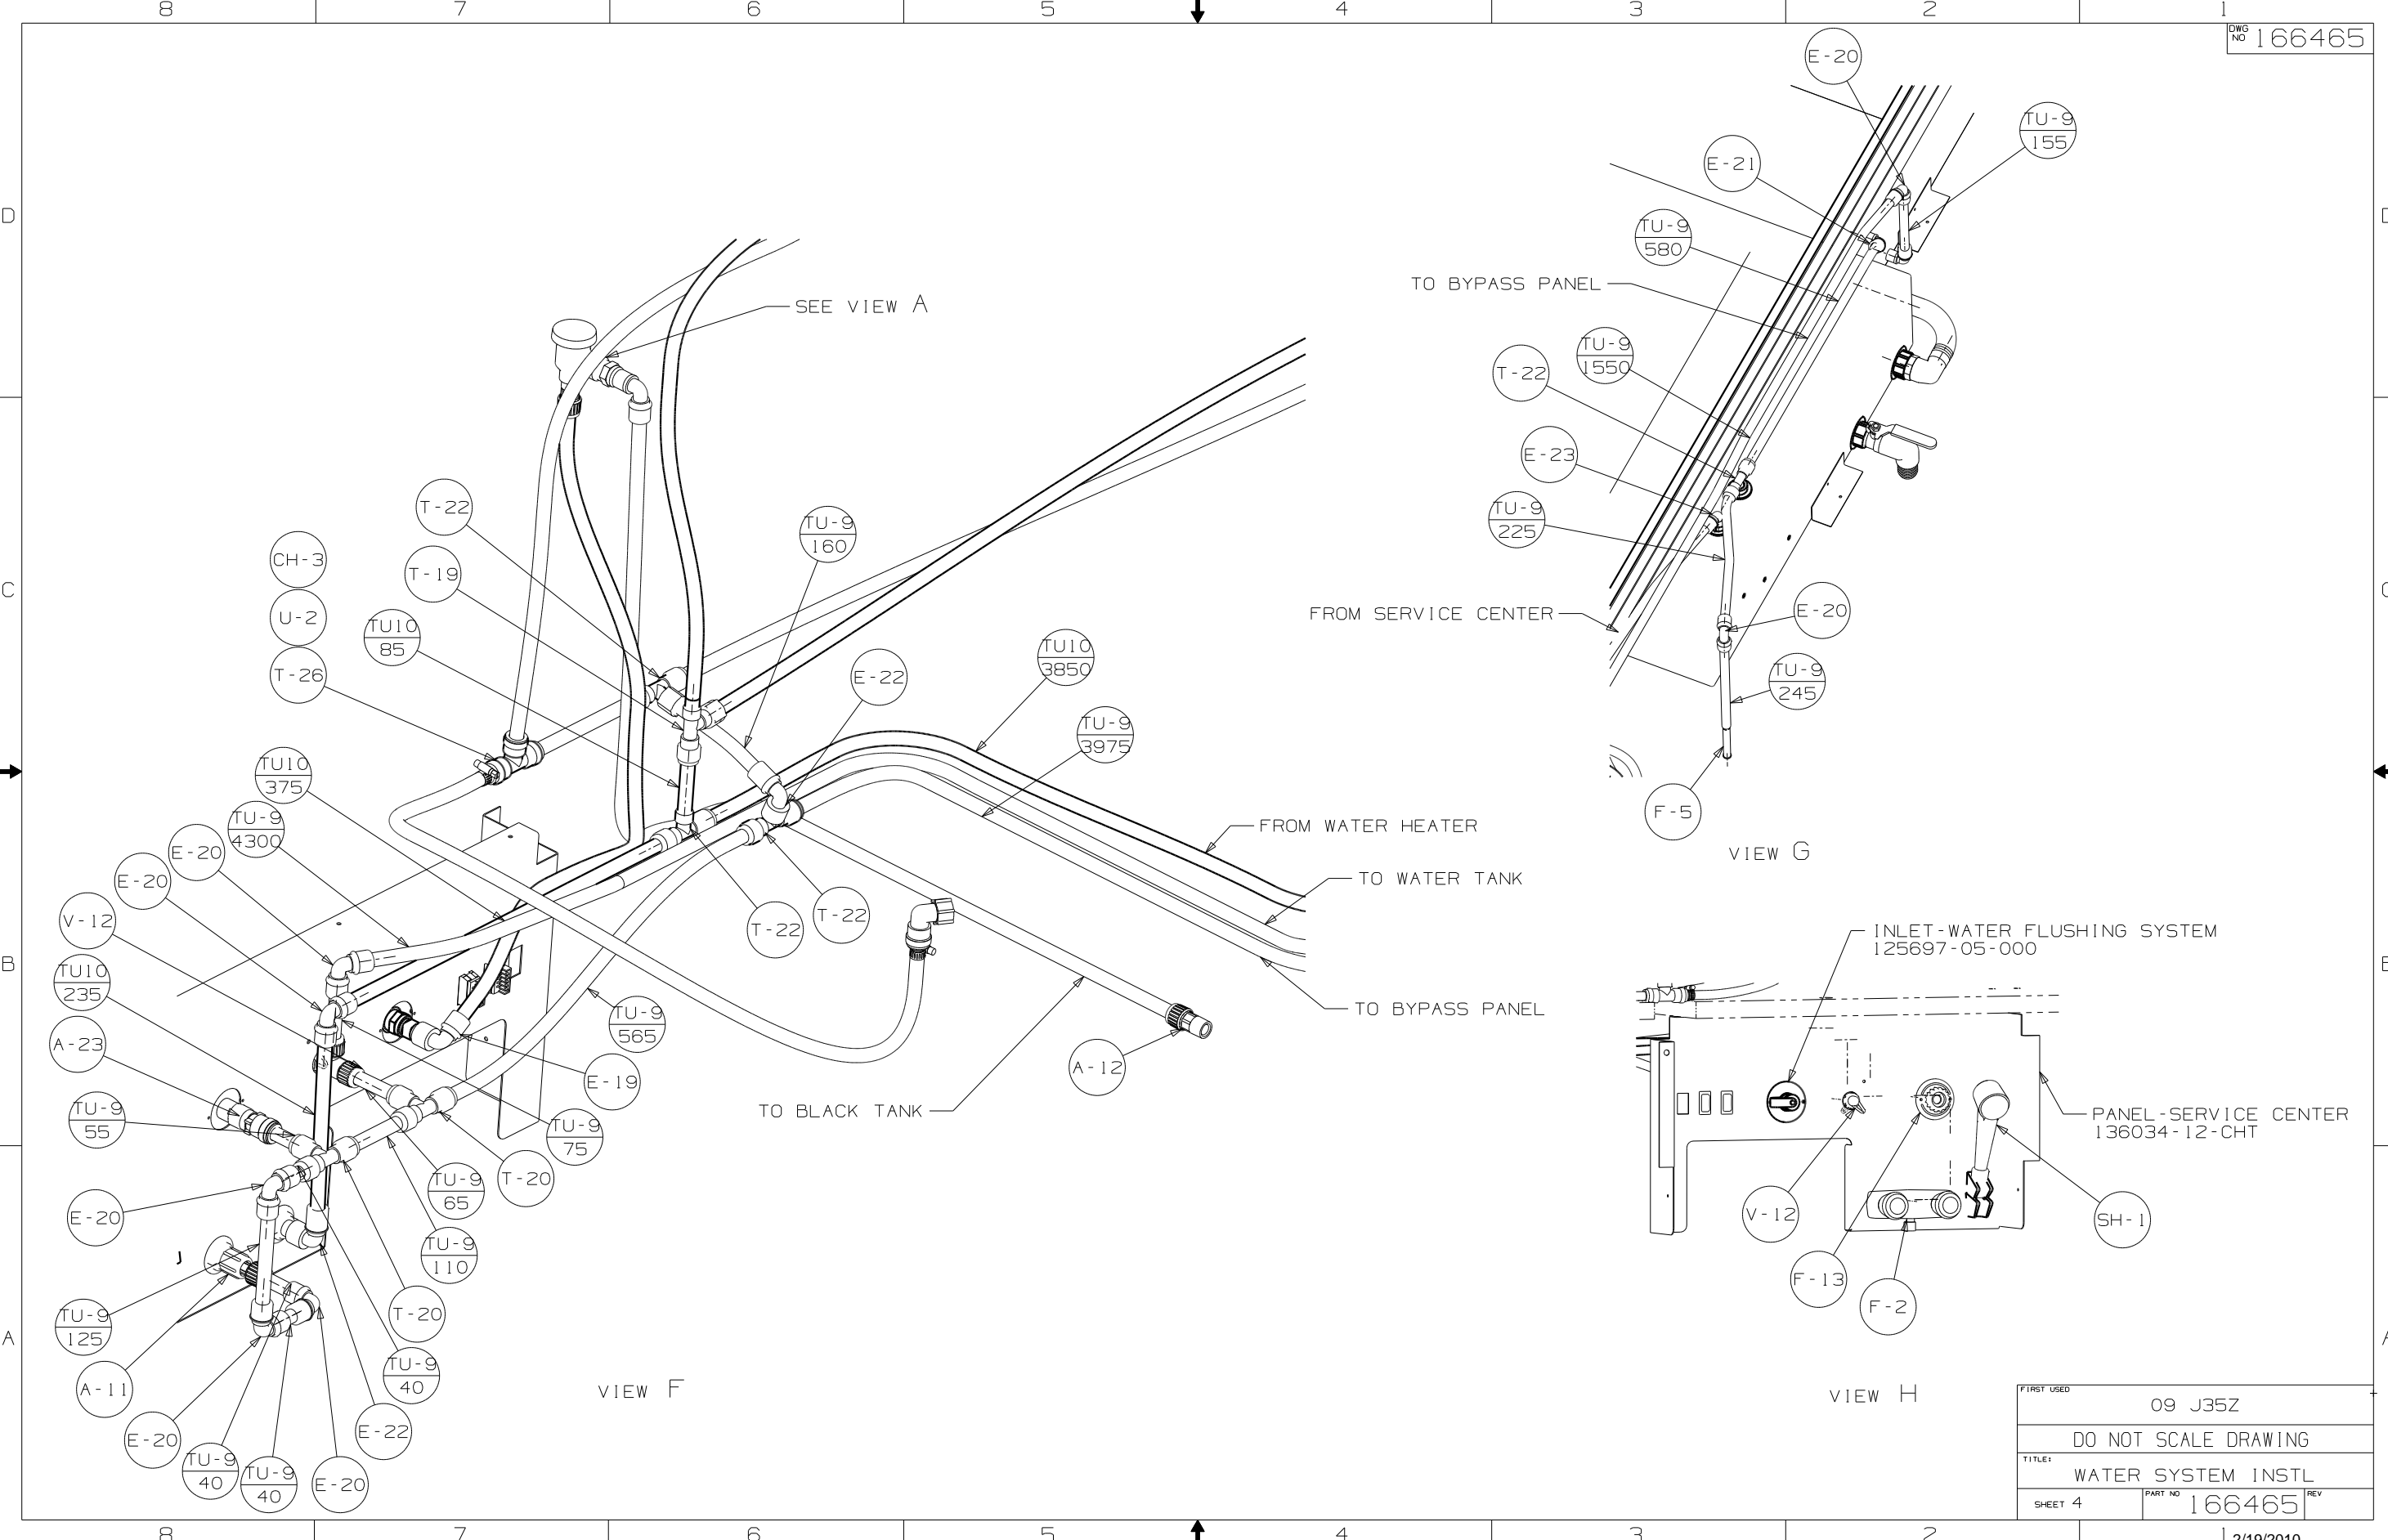 8 7 6 5 4 3 2 1
DWG NO 166465
D
C
B
A
SEE VIEW A
T-22
TU-9
160
T-19
CH-3
U-2
T-26
TU10
85
TU10
3850
E-22
TU-9
3975
TU10
375
TU-9
4300
E-20
E-20
V-12
TU10
235
A-23
TU-9
55
FROM WATER HEATER
TO WATER TANK
T-22
T-22
TO BYPASS PANEL
TU-9
565
A-12
E-19
TO BLACK TANK
TU-9
75
T-20
TU-9
65
E-20
TU-9
110
T-20
TU-9
125
A-11
TU-9
40
E-22
E-20
TU-9
40
TU-9
40
E-20
VIEW F
E-20
TU-9
155
E-21
TU-9
580
TO BYPASS PANEL
TU-9
1550
T-22
E-23
TU-9
225
FROM SERVICE CENTER
E-20
TU-9
245
F-5
VIEW G
INLET-WATER FLUSHING SYSTEM
125697-05-000
PANEL-SERVICE CENTER
136034-12-CHT
V-12
SH-1
F-13
F-2
VIEW H
FIRST USED
09 J35Z
DO NOT SCALE DRAWING
TITLE:
WATER SYSTEM INSTL
SHEET 4
PART NO 166465
REV
8 7 6 5 4 3 2 1